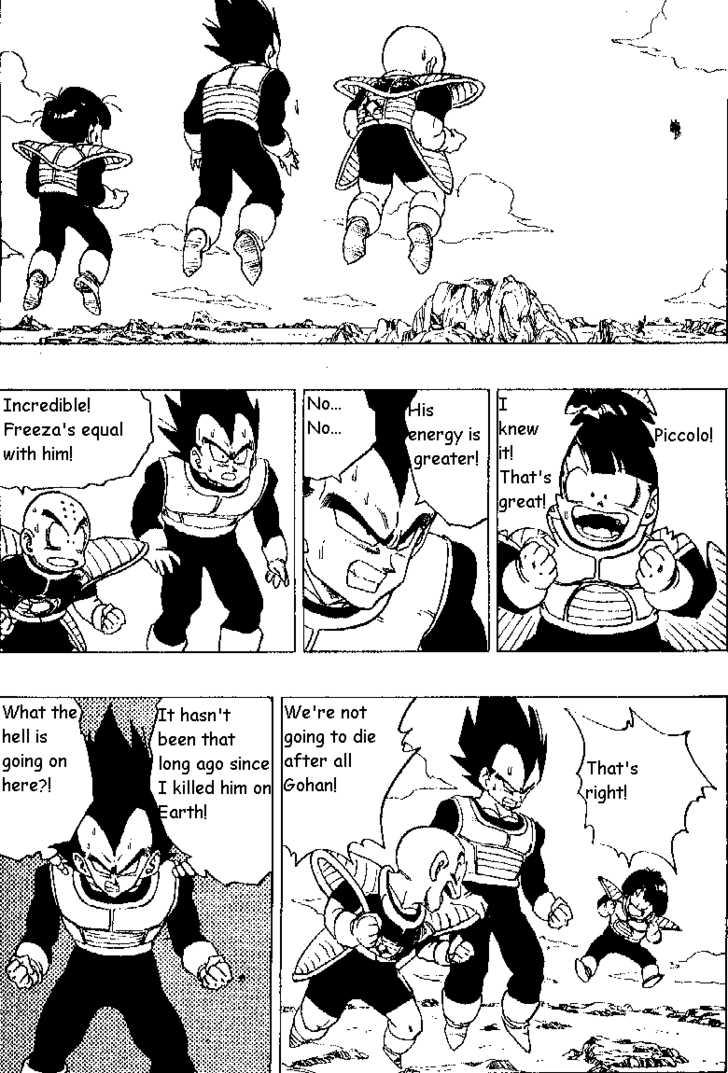 Incredible!
Freeza's equal
with him!
No...
No...
His
energy is
greater!
I
knew
it!
That's
great!
Piccolo!
What the
hell is
going on
here?!
It hasn't
been that
long ago since
I killed him on
Earth!
We're not
going to die
after all
Gohan!
That's
right!